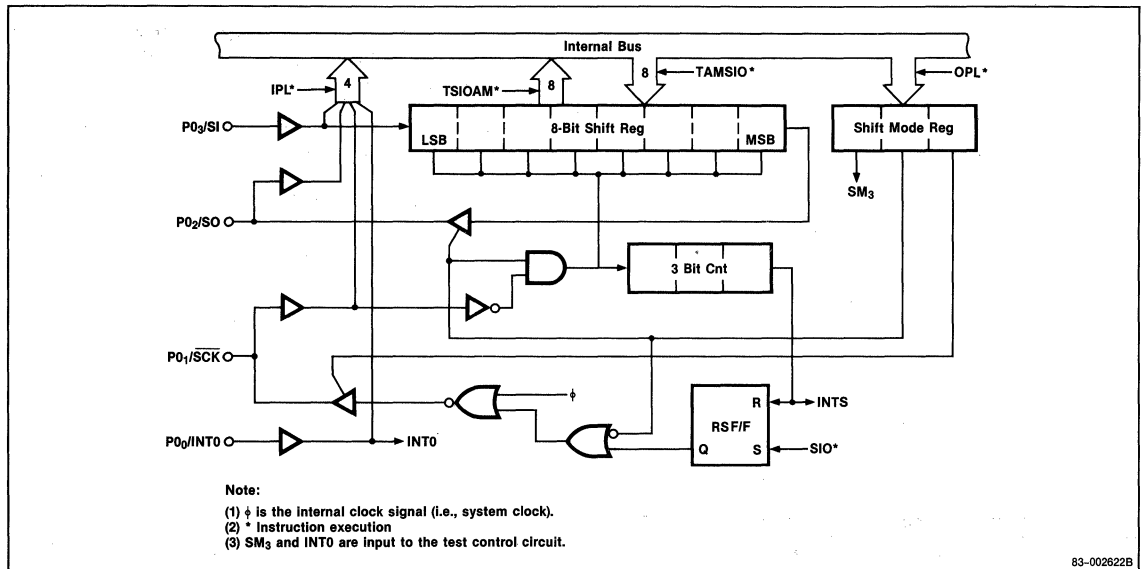 Internal Bus
4
IPL*
TSIOAM*
8
8
TAMSIO*
OPL*
P0₃/SI
8-Bit Shift Reg
LSB
MSB
Shift Mode Reg
SM₃
P0₂/SO
3 Bit Cnt
P0₁/S̅C̅K̅
ϕ
R
INTS
RS F/F
P0₀/INT0
INT0
Q
S
SIO*
Note:
(1) ϕ is the internal clock signal (i.e., system clock).
(2) * Instruction execution
(3) SM₃ and INT0 are input to the test control circuit.
83-002622B